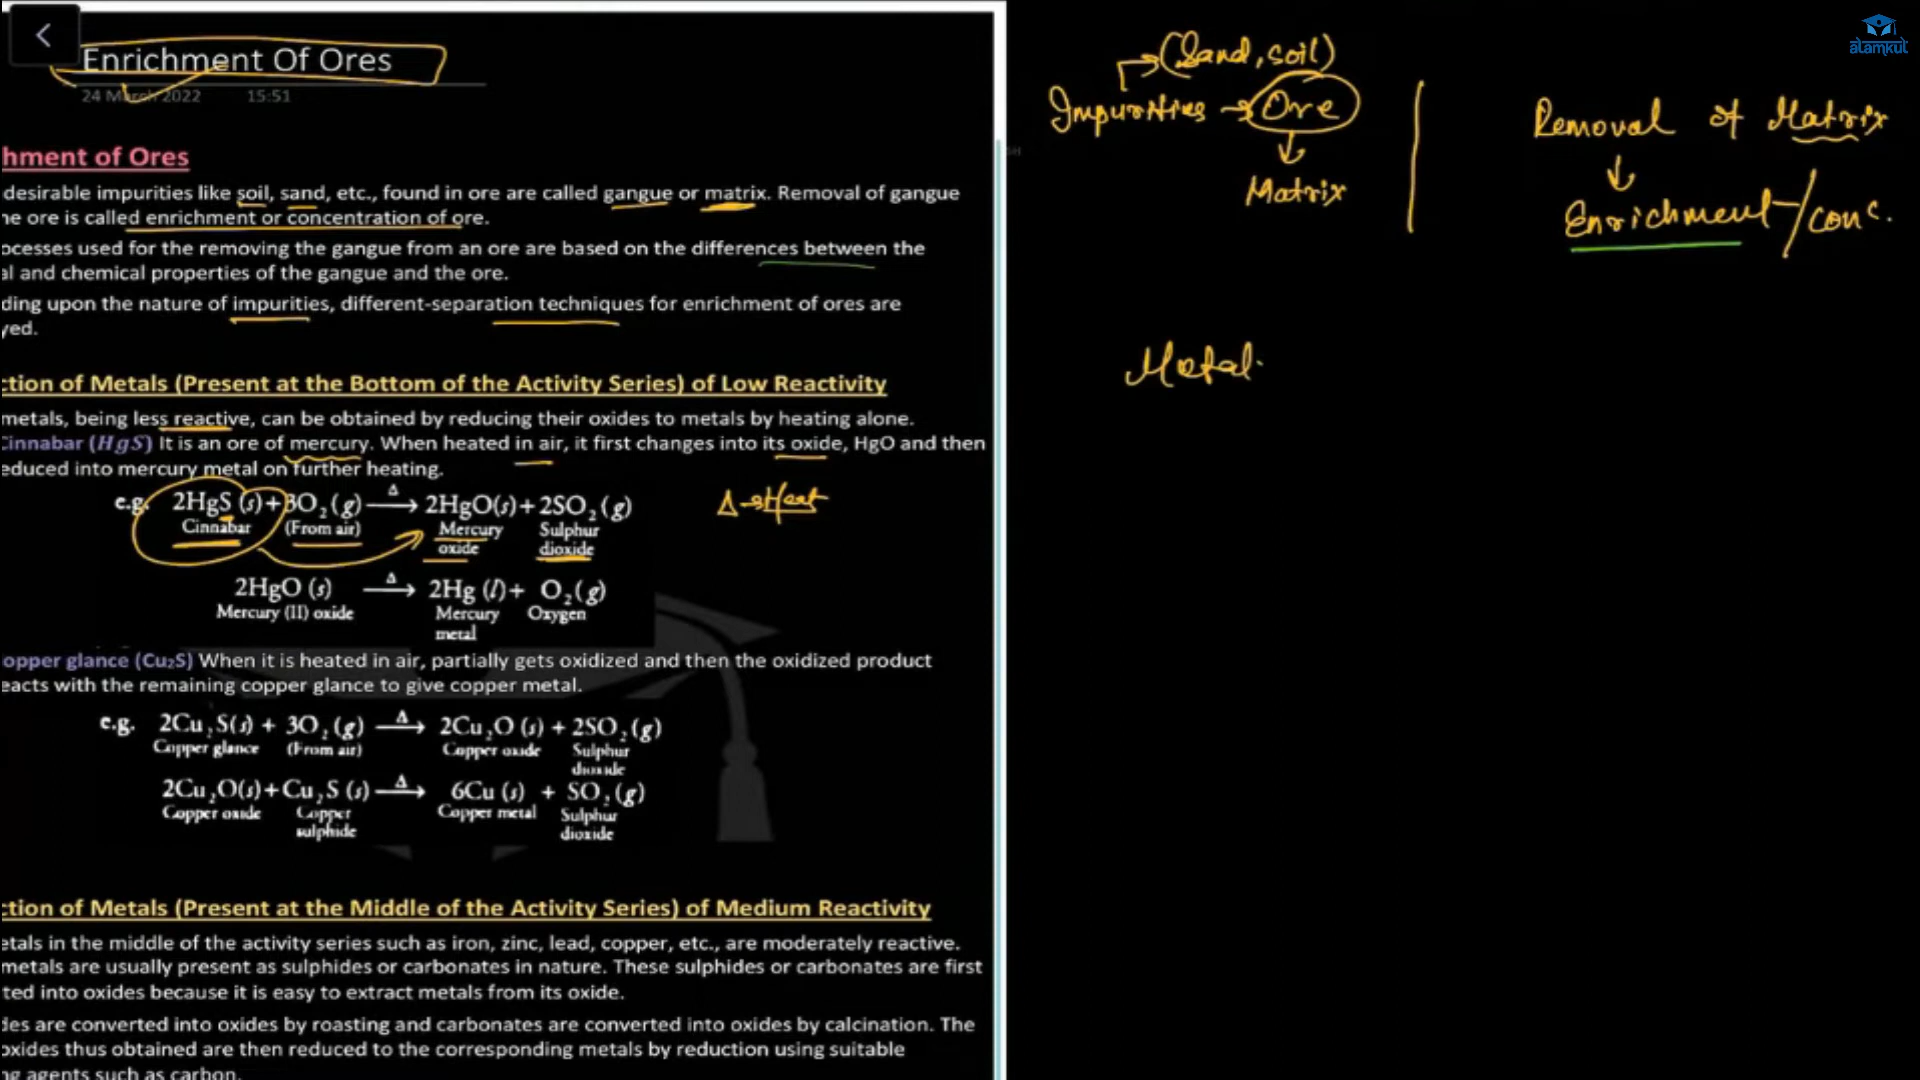 Enrichment Of Ores
24 March 2022 15:51
hment of Ores
desirable impurities like soil, sand, etc., found in ore are called gangue or matrix. Removal of gangue
ne ore is called enrichment or concentration of ore.
ocesses used for the removing the gangue from an ore are based on the differences between the
al and chemical properties of the gangue and the ore.
ding upon the nature of impurities, different-separation techniques for enrichment of ores are
yed.
ction of Metals (Present at the Bottom of the Activity Series) of Low Reactivity
metals, being less reactive, can be obtained by reducing their oxides to metals by heating alone.
Cinnabar (HgS) It is an ore of mercury. When heated in air, it first changes into its oxide, HgO and then
educed into mercury metal on further heating.
e.g. 2HgS (s) + 3O₂ (g) —Δ→ 2HgO(s) + 2SO₂ (g)
Cinnabar (From air) Mercury oxide Sulphur dioxide
Δ → Heat
2HgO (s) —Δ→ 2Hg (l) + O₂ (g)
Mercury (II) oxide Mercury metal Oxygen
opper glance (Cu₂S) When it is heated in air, partially gets oxidized and then the oxidized product
eacts with the remaining copper glance to give copper metal.
e.g. 2Cu₂S(s) + 3O₂ (g) —Δ→ 2Cu₂O (s) + 2SO₂ (g)
Copper glance (From air) Copper oxide Sulphur dioxide
2Cu₂O(s) + Cu₂S (s) —Δ→ 6Cu (s) + SO₂ (g)
Copper oxide Copper sulphide Copper metal Sulphur dioxide
ction of Metals (Present at the Middle of the Activity Series) of Medium Reactivity
etals in the middle of the activity series such as iron, zinc, lead, copper, etc., are moderately reactive.
metals are usually present as sulphides or carbonates in nature. These sulphides or carbonates are first
ted into oxides because it is easy to extract metals from its oxide.
des are converted into oxides by roasting and carbonates are converted into oxides by calcination. The
oxides thus obtained are then reduced to the corresponding metals by reduction using suitable
ng agents such as carbon.
→ (Sand, soil)
Impurities → Ore
↓
Matrix
Removal of Matrix
↓
Enrichment / conc.
Metal
alamkul